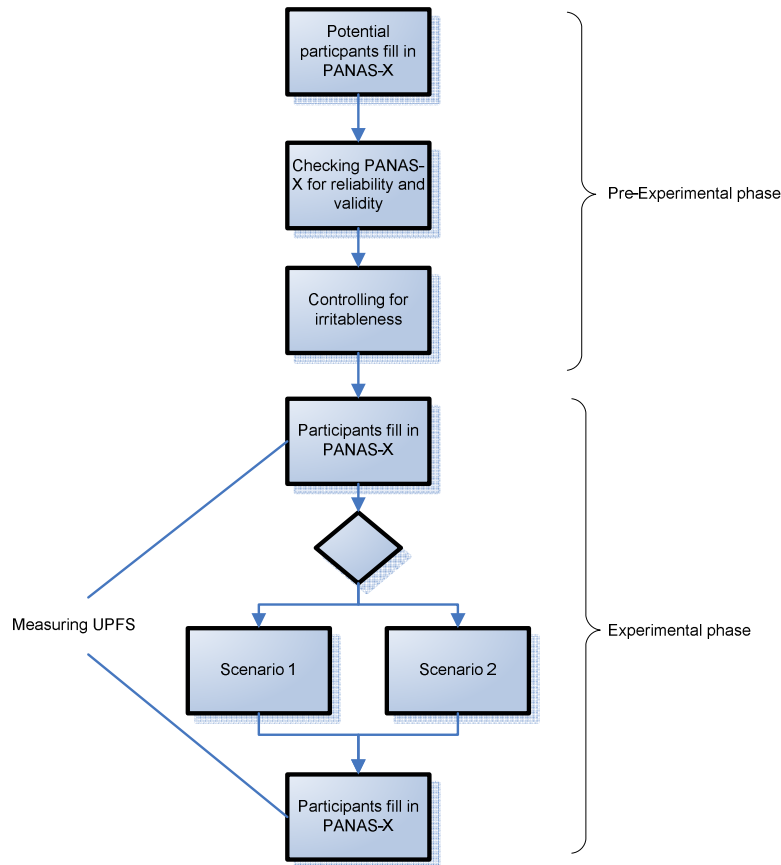 Potential
particpants fill in
PANAS-X
Checking PANAS-
X for reliability and
validity
Pre-Experimental phase
Controlling for
irritableness
Participants fill in
PANAS-X
Measuring UPFS
Experimental phase
Scenario 1
Scenario 2
Participants fill in
PANAS-X